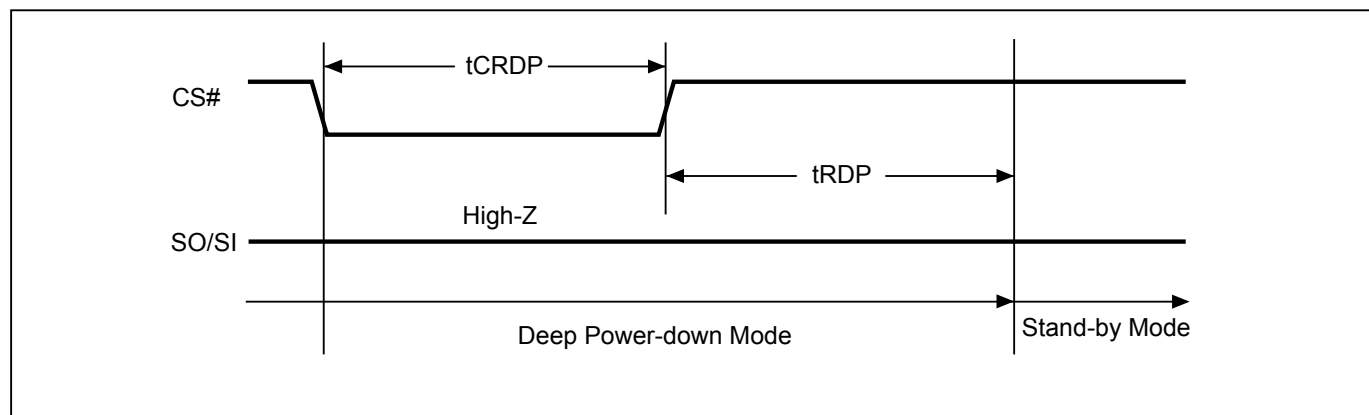 tCRDP
CS#
tRDP
High-Z
SO/SI
Deep Power-down Mode
Stand-by Mode